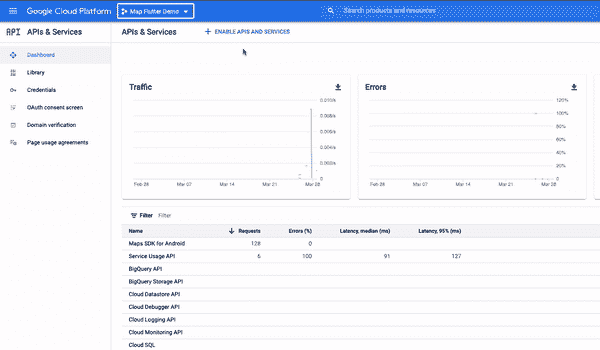 Google Cloud Platform
Map Flutter Demo
Search products and resources
API
APIs & Services
APIs & Services
ENABLE APIS AND SERVICES
Dashboard
Library
Credentials
OAuth consent screen
Domain verification
Page usage agreements
Traffic
0.010/s
0.008/s
0.006/s
0.004/s
0.002/s
0
Feb 28
Mar 07
Mar 14
Mar 21
Mar 28
Errors
120%
100%
80%
60%
40%
20%
0
Feb 28
Mar 07
Mar 14
Mar 21
Mar 28
Filter Filter
Name Requests Errors (%) Latency, median (ms) Latency, 95% (ms)
Maps SDK for Android 128 0
Service Usage API 6 100 91 127
BigQuery API
BigQuery Storage API
Cloud Datastore API
Cloud Debugger API
Cloud Logging API
Cloud Monitoring API
Cloud SQL